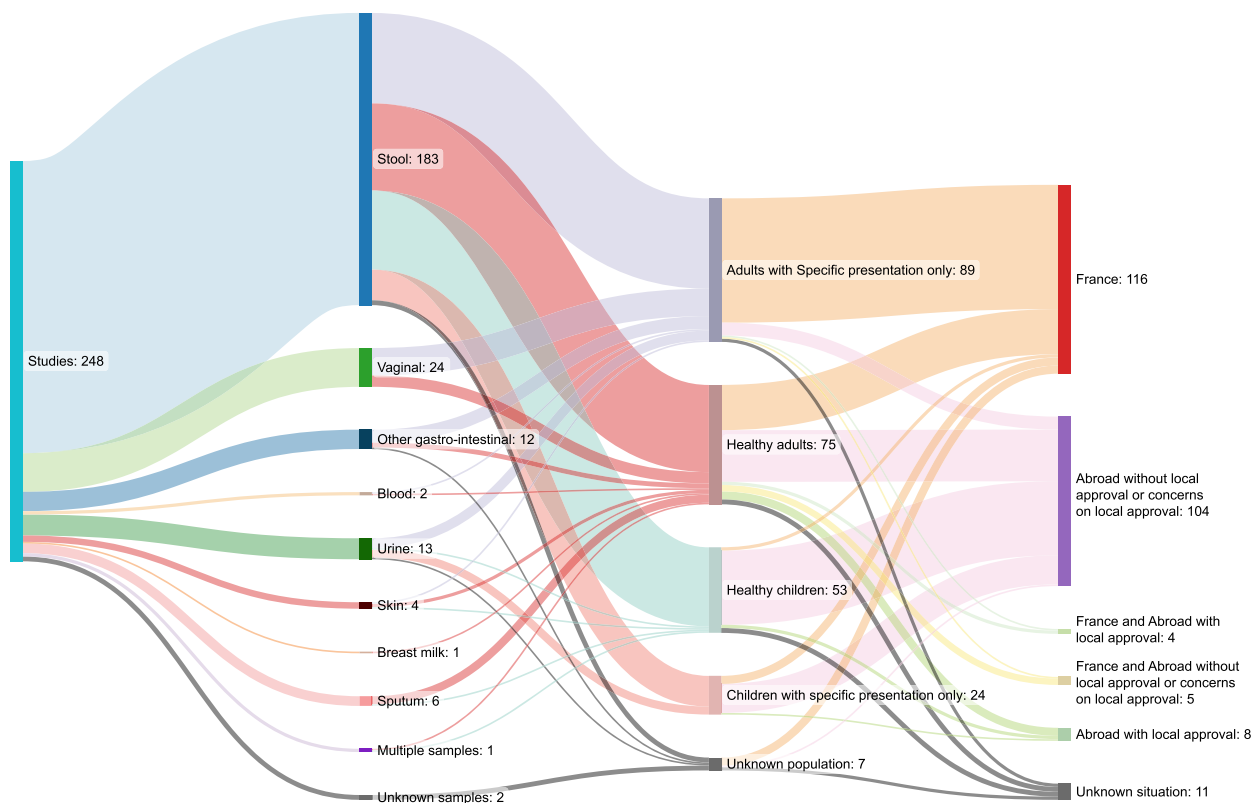 Studies: 248
Stool: 183
Vaginal: 24
Other gastro-intestinal: 12
Blood: 2
Urine: 13
Skin: 4
Breast milk: 1
Sputum: 6
Multiple samples: 1
Unknown samples: 2
Adults with Specific presentation only: 89
Healthy adults: 75
Healthy children: 53
Children with specific presentation only: 24
Unknown population: 7
France: 116
Abroad without local
approval or concerns
on local approval: 104
France and Abroad with
local approval: 4
France and Abroad without
local approval or concerns
on local approval: 5
Abroad with local approval: 8
Unknown situation: 11